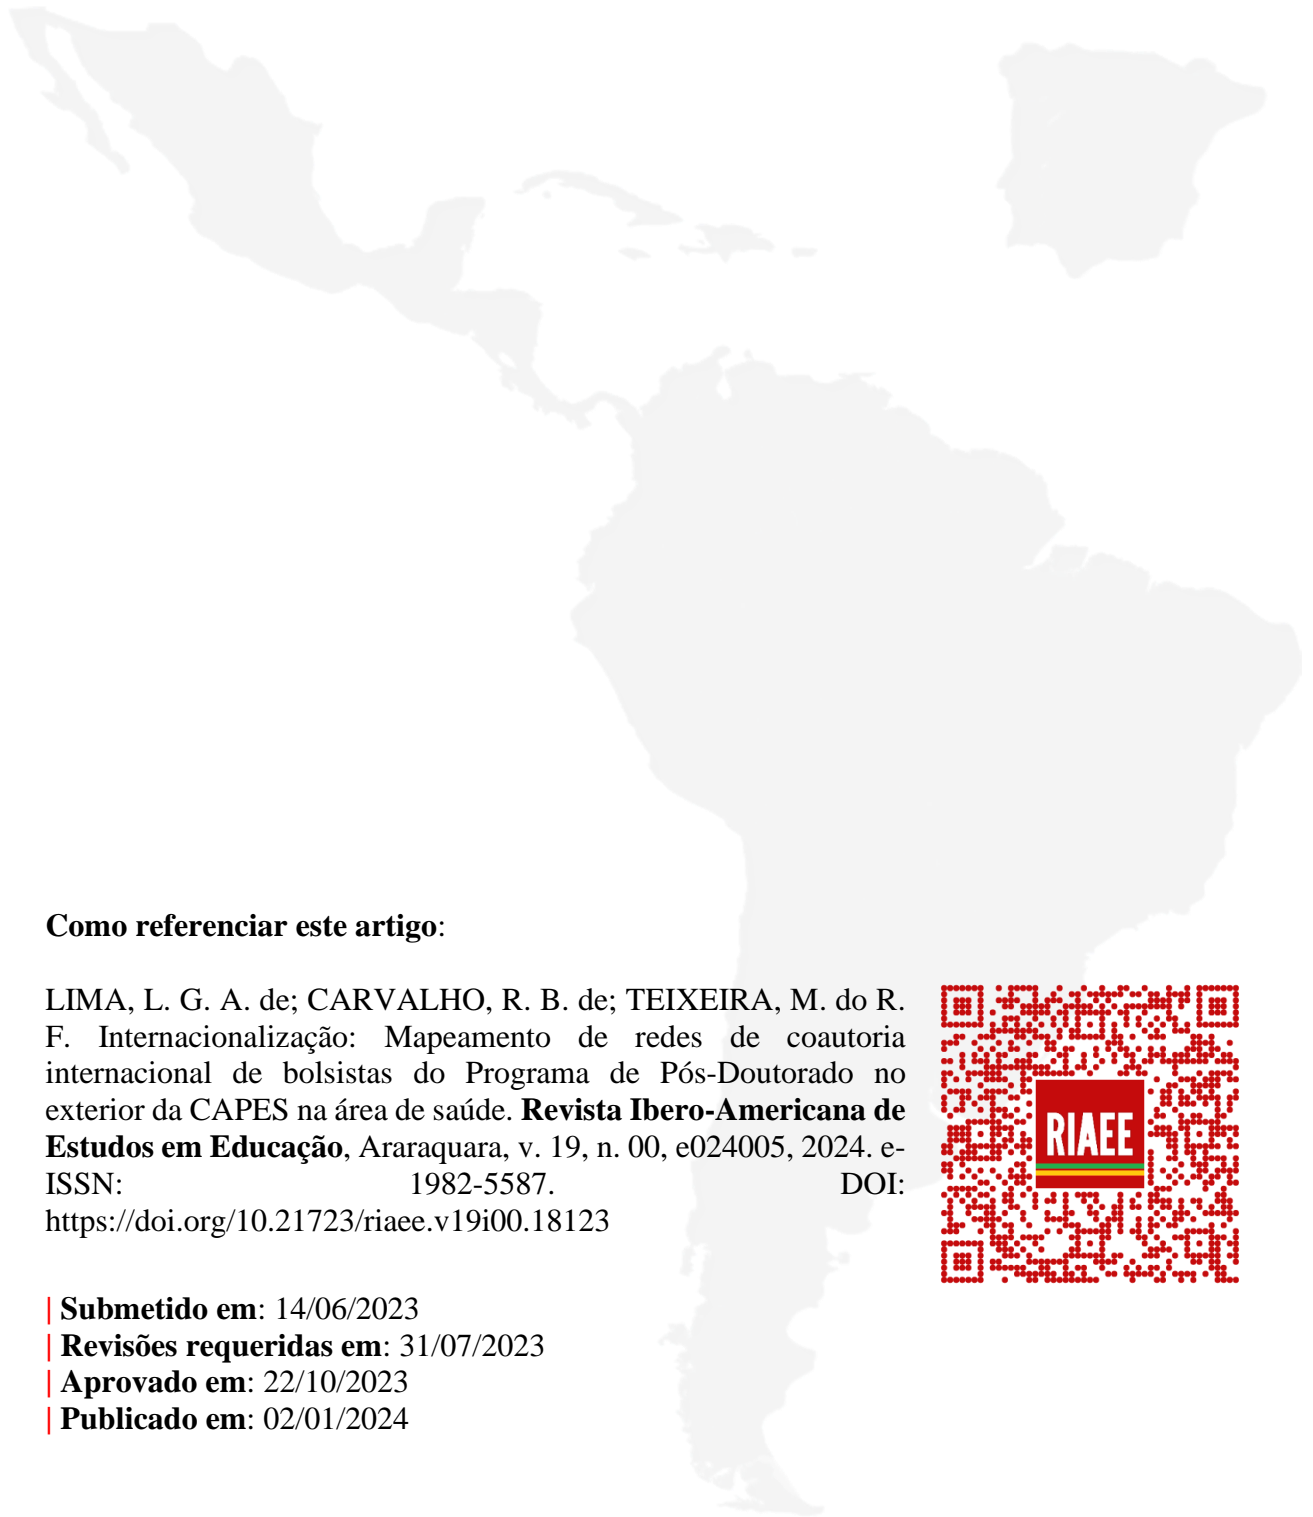 Como referenciar este artigo:
LIMA, L. G. A. de; CARVALHO, R. B. de; TEIXEIRA, M. do R.
F. Internacionalização: Mapeamento de redes de coautoria
internacional de bolsistas do Programa de Pós-Doutorado no
exterior da CAPES na área de saúde. Revista Ibero-Americana de
Estudos em Educação, Araraquara, v. 19, n. 00, e024005, 2024. e-
ISSN: 1982-5587. DOI:
https://doi.org/10.21723/riaee.v19i00.18123
RIAEE
| Submetido em: 14/06/2023
| Revisões requeridas em: 31/07/2023
| Aprovado em: 22/10/2023
| Publicado em: 02/01/2024